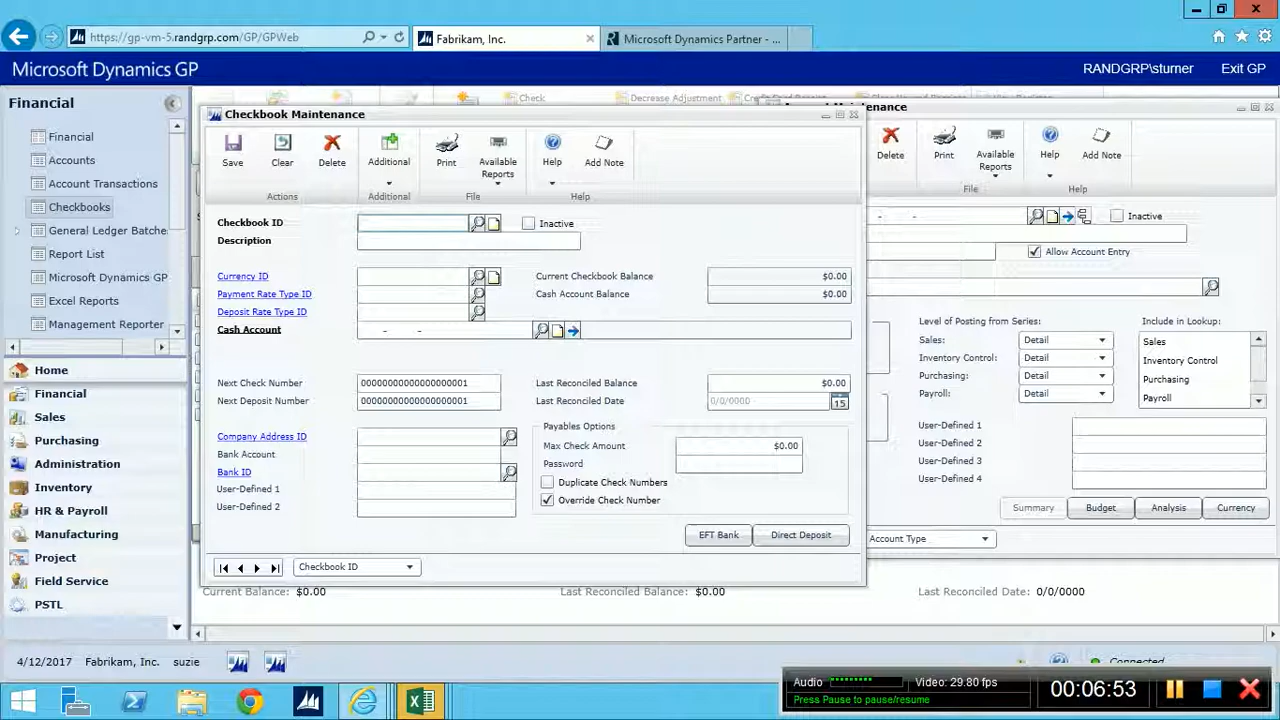 https://gp-vm-5.randgrp.com/GP/GPWeb
Fabrikam, Inc.
Microsoft Dynamics Partner - ...
Microsoft Dynamics GP
RANDGRP\sturner
Exit GP
Financial
Financial
Accounts
Account Transactions
Checkbooks
General Ledger Batche
Report List
Microsoft Dynamics GP
Excel Reports
Management Reporter
Home
Financial
Sales
Purchasing
Administration
Inventory
HR & Payroll
Manufacturing
Project
Field Service
PSTL
Check
Decrease Adjustment
Checkbook Maintenance
Save
Clear
Delete
Additional
Print
Available Reports
Help
Add Note
Actions
Additional
File
Help
Checkbook ID
Inactive
Description
Currency ID
Current Checkbook Balance
$0.00
Payment Rate Type ID
Cash Account Balance
$0.00
Deposit Rate Type ID
Cash Account
- -
Next Check Number
00000000000000000001
Last Reconciled Balance
$0.00
Next Deposit Number
00000000000000000001
Last Reconciled Date
0/0/0000
15
Company Address ID
Payables Options
Bank Account
Max Check Amount
$0.00
Bank ID
Password
User-Defined 1
Duplicate Check Numbers
User-Defined 2
Override Check Number
EFT Bank
Direct Deposit
Checkbook ID
Maintenance
Delete
Print
Available Reports
Help
Add Note
File
Help
- -
Inactive
Allow Account Entry
Level of Posting from Series:
Include in Lookup:
Sales:
Detail
Sales
Inventory Control:
Detail
Inventory Control
Purchasing:
Detail
Purchasing
Payroll:
Detail
Payroll
User-Defined 1
User-Defined 2
User-Defined 3
User-Defined 4
Summary
Budget
Analysis
Currency
Account Type
Current Balance: $0.00
Last Reconciled Balance: $0.00
Last Reconciled Date: 0/0/0000
4/12/2017
Fabrikam, Inc.
suzie
Connected
Audio
Video: 29.80 fps
Press Pause to pause/resume
00:06:53